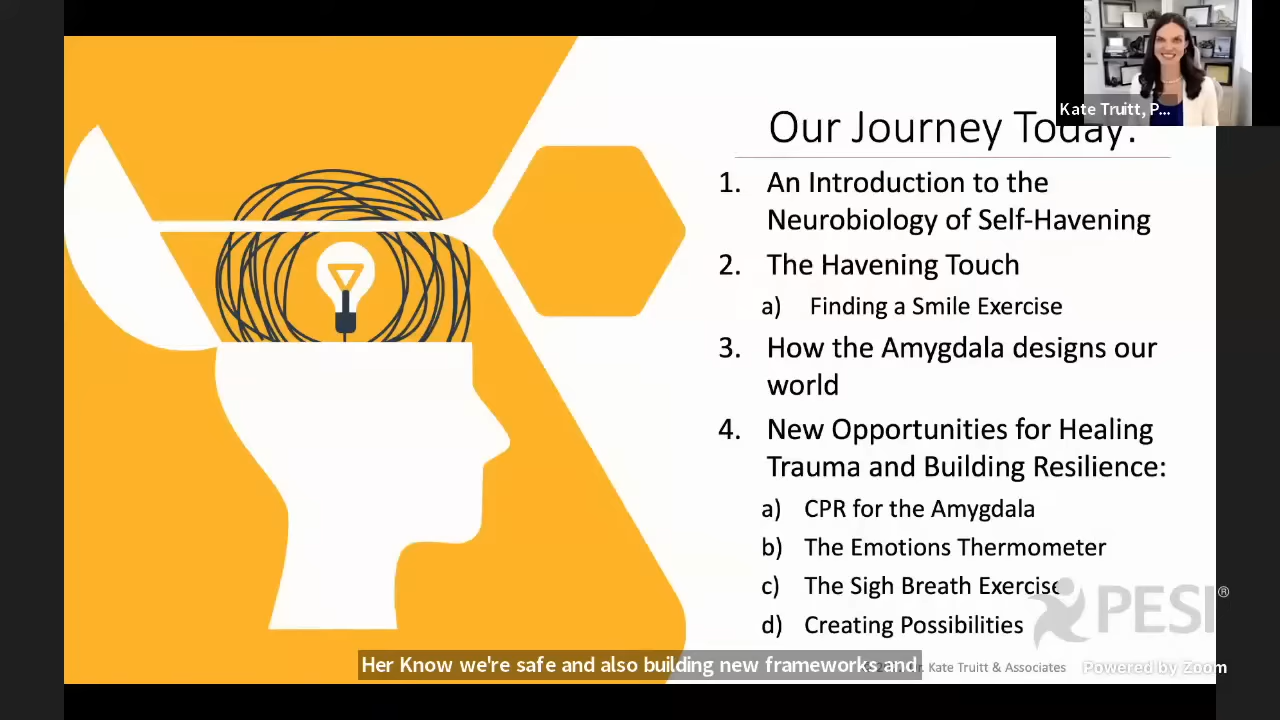 Kate Truitt, P...
Our Journey Today:
1. An Introduction to the
Neurobiology of Self-Havening
2. The Havening Touch
a) Finding a Smile Exercise
3. How the Amygdala designs our
world
4. New Opportunities for Healing
Trauma and Building Resilience:
a) CPR for the Amygdala
b) The Emotions Thermometer
c) The Sigh Breath Exercise
d) Creating Possibilities
PESI®
Her Know we're safe and also building new frameworks and
Kate Truitt & Associates
Powered by Zoom